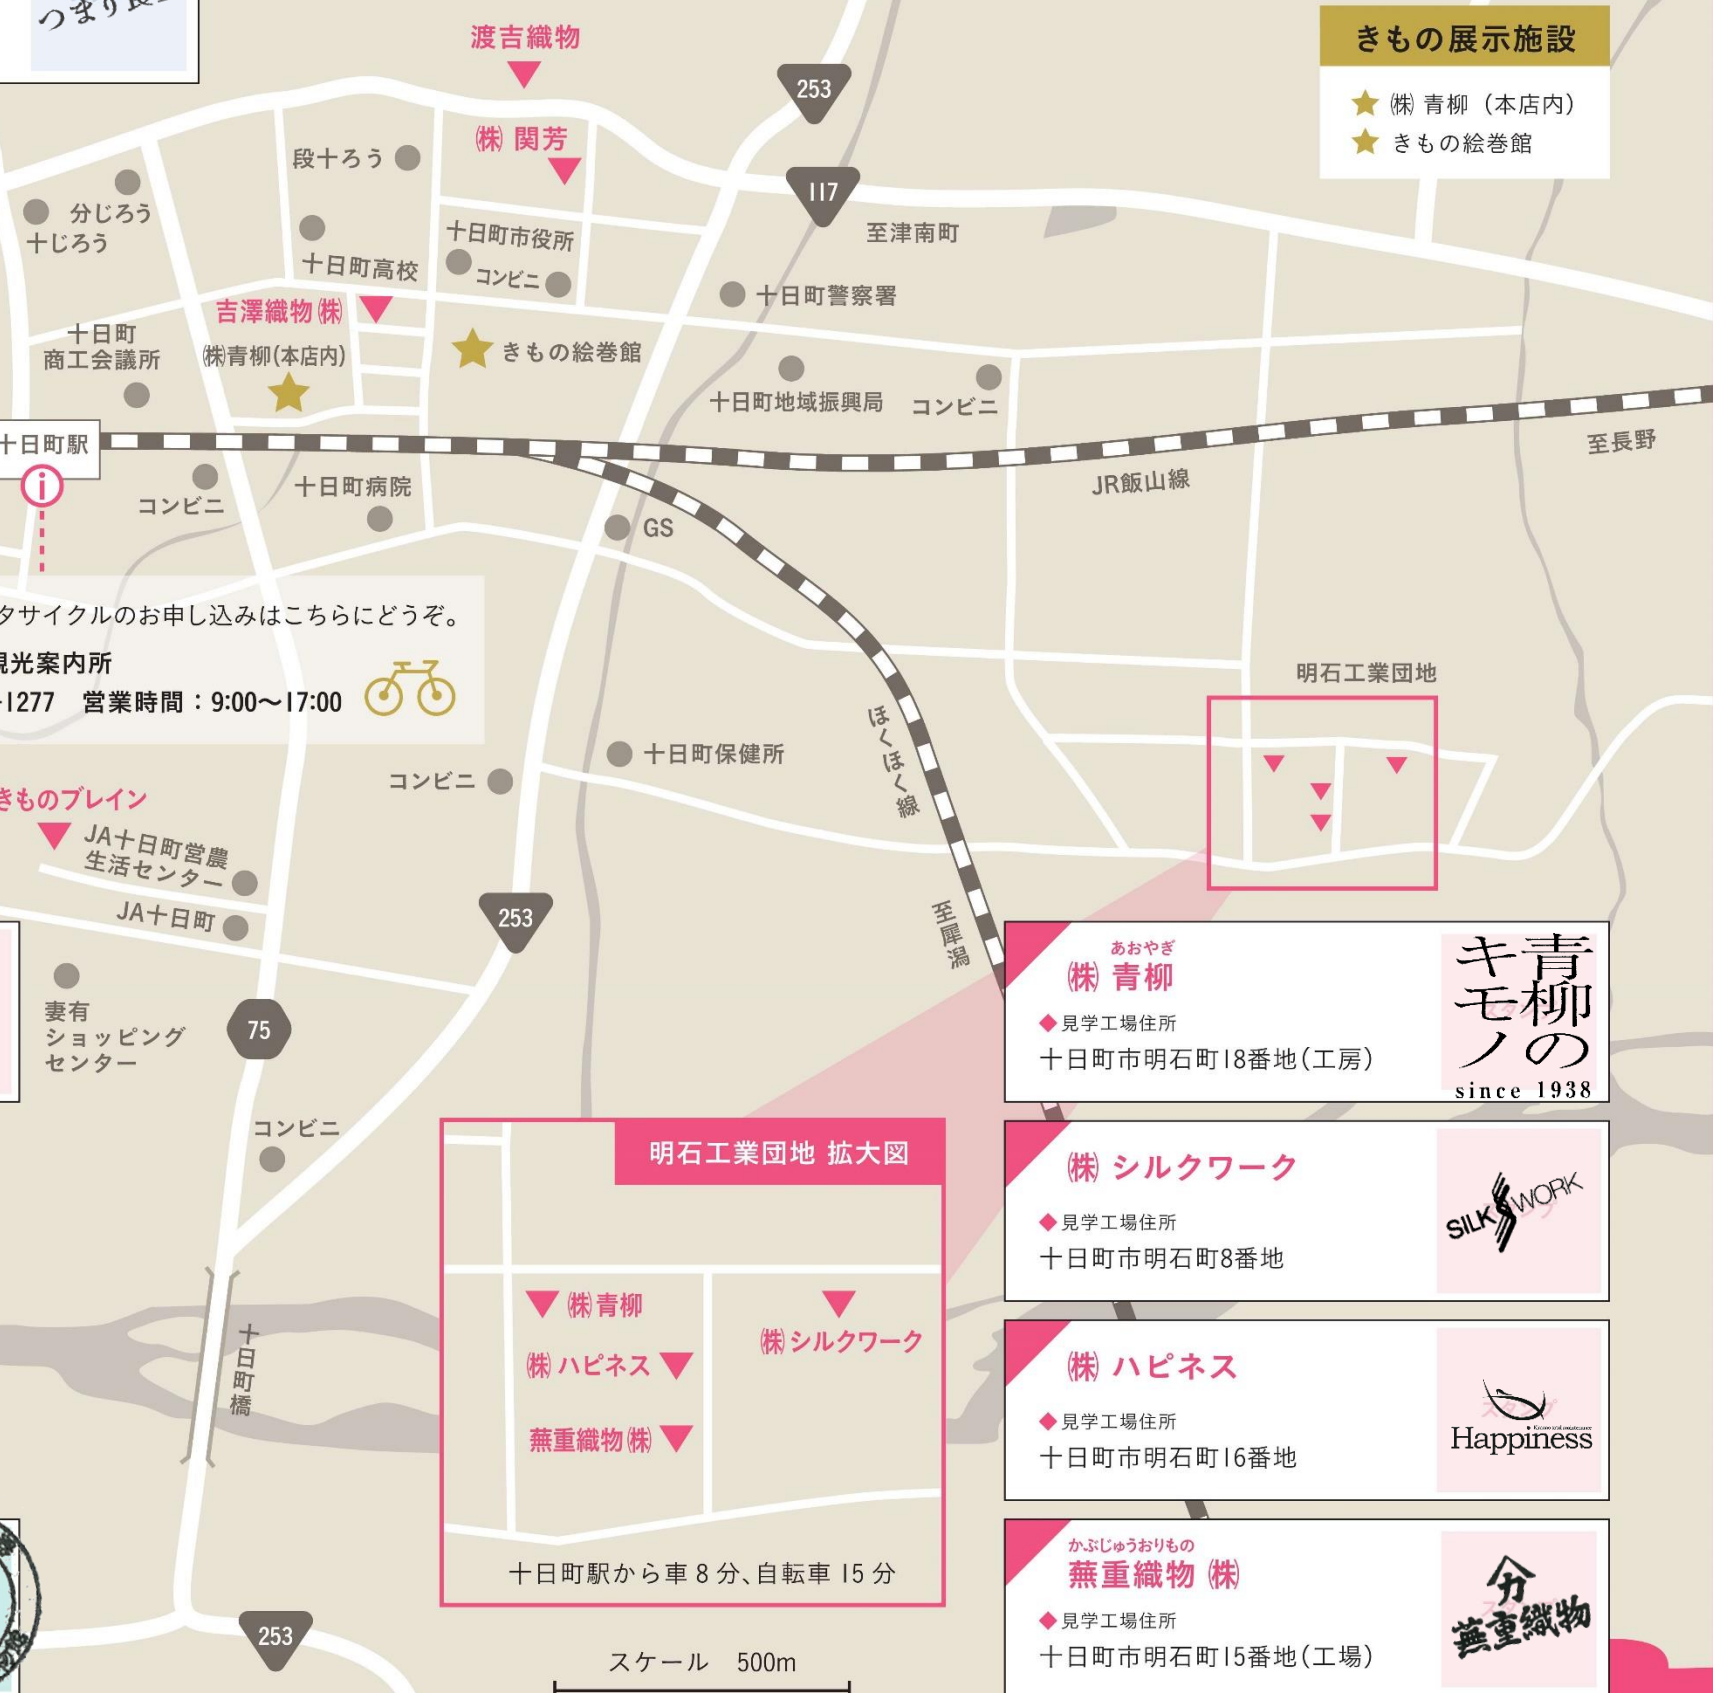 渡吉織物
253
㈱ 関芳
段十ろう
117
至津南町
きもの展示施設
㈱ 青柳（本店内）
きもの絵巻館
分じろう
十じろう
十日町市役所
十日町高校
コンビニ
十日町警察署
吉澤織物㈱
十日町
商工会議所
㈱青柳(本店内)
きもの絵巻館
十日町地域振興局
コンビニ
十日町駅
i
コンビニ
十日町病院
GS
JR飯山線
至長野
タサイクルのお申し込みはこちらにどうぞ。
観光案内所
-1277　営業時間：9:00〜17:00
明石工業団地
ほくほく線
十日町保健所
コンビニ
きものブレイン
JA十日町営農
生活センター
JA十日町
253
至犀潟
妻有
ショッピング
センター
75
コンビニ
十日町橋
253
明石工業団地 拡大図
㈱青柳
㈱シルクワーク
㈱ハピネス
蕪重織物㈱
十日町駅から車 8 分、自転車 15 分
スケール　500m
あおやぎ
㈱ 青柳
◆見学工場住所
十日町市明石町18番地(工房)
青柳の
キモノ
since 1938
㈱ シルクワーク
◆見学工場住所
十日町市明石町8番地
SILK WORK
㈱ ハピネス
◆見学工場住所
十日町市明石町16番地
スタンプ
Happiness
かぶじゅうおりもの
蕪重織物 ㈱
◆見学工場住所
十日町市明石町15番地(工場)
蕪重織物